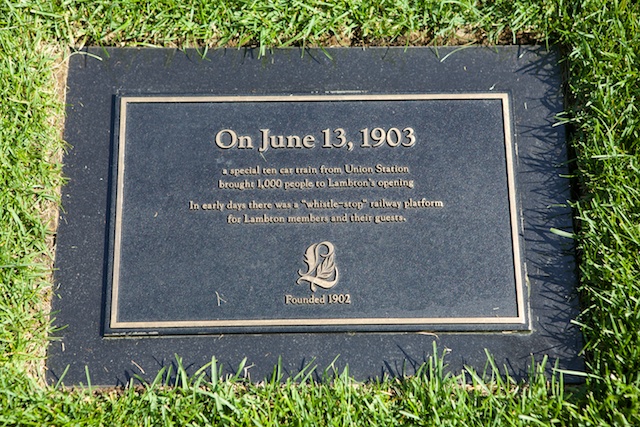 On June 13, 1903
a special ten car train from Union Station
brought 1,000 people to Lambton's opening
In early days there was a "whistle-stop" railway platform
for Lambton members and their guests.
L
Founded 1902